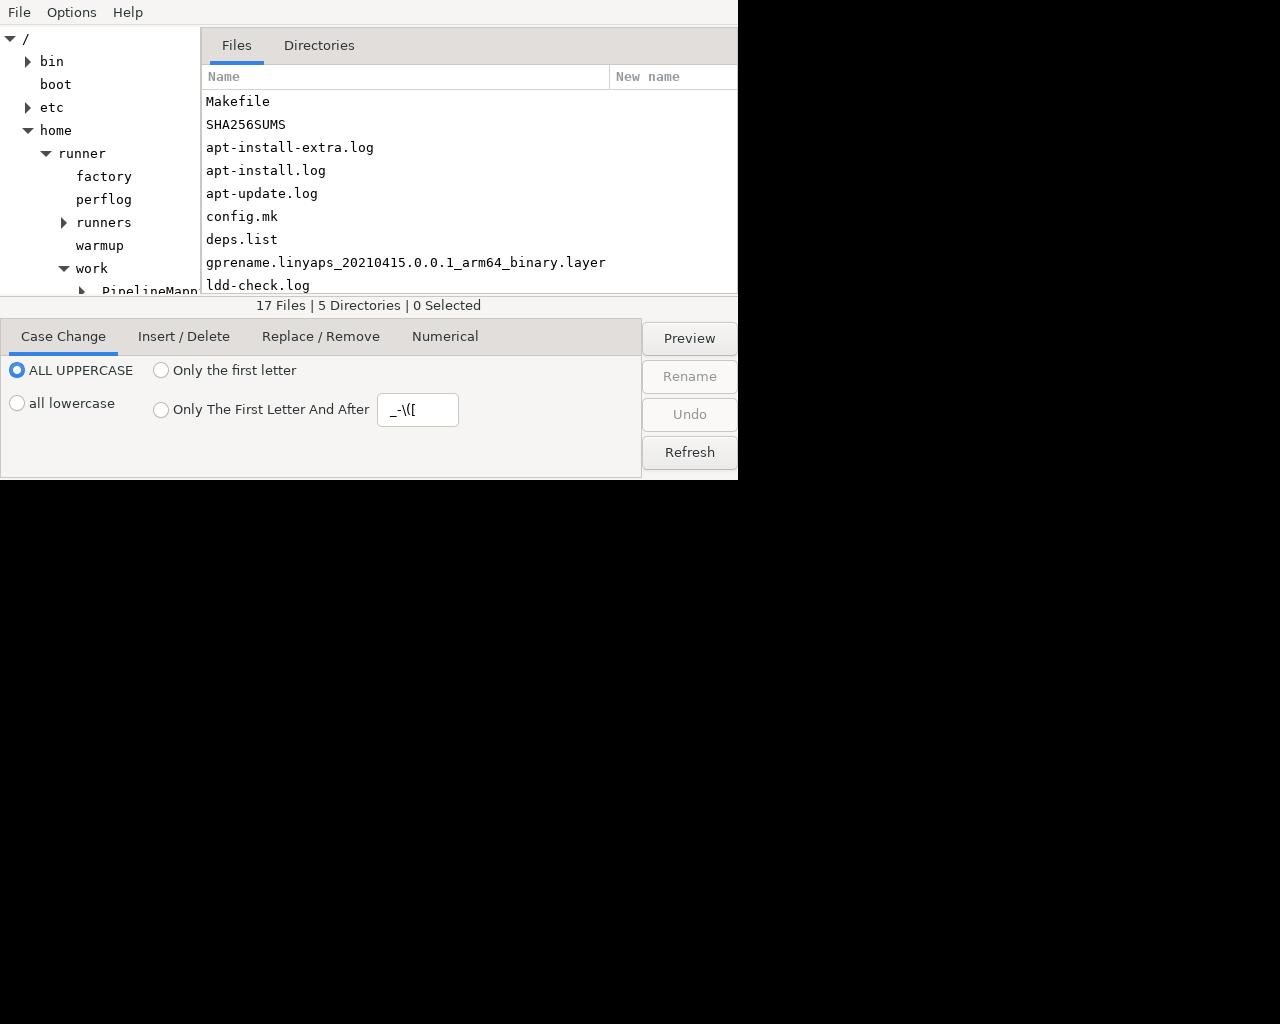 File Options Help
/
bin
boot
etc
home
runner
factory
perflog
runners
warmup
work
PipelineMapp
Files Directories
Name New name
Makefile
SHA256SUMS
apt-install-extra.log
apt-install.log
apt-update.log
config.mk
deps.list
gprename.linyaps_20210415.0.0.1_arm64_binary.layer
ldd-check.log
17 Files | 5 Directories | 0 Selected
Case Change Insert / Delete Replace / Remove Numerical
ALL UPPERCASE Only the first letter
all lowercase Only The First Letter And After _-\([
Preview
Rename
Undo
Refresh